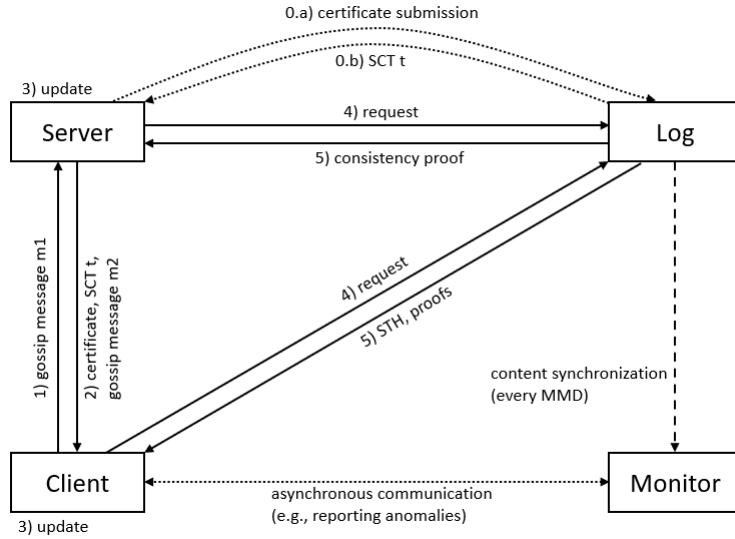 0.a) certificate submission
0.b) SCT t
3) update
Server
4) request
5) consistency proof
Log
1) gossip message m1
2) certificate, SCT t,
gossip message m2
4) request
5) STH, proofs
content synchronization
(every MMD)
Client
asynchronous communication
(e.g., reporting anomalies)
Monitor
3) update